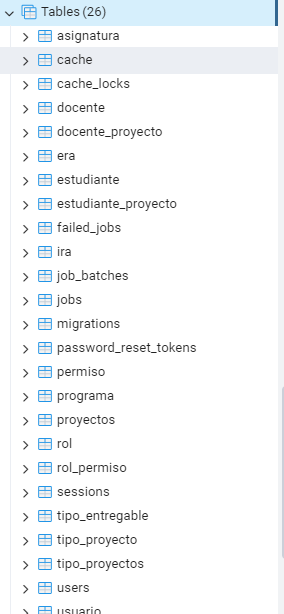 Tables (26)
asignatura
cache
cache_locks
docente
docente_proyecto
era
estudiante
estudiante_proyecto
failed_jobs
ira
job_batches
jobs
migrations
password_reset_tokens
permiso
programa
proyectos
rol
rol_permiso
sessions
tipo_entregable
tipo_proyecto
tipo_proyectos
users
usuario